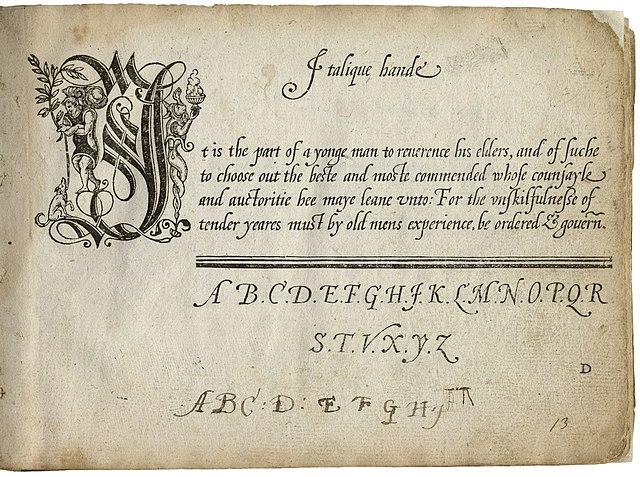 Italique hande
It is the part of a yonge man to reuerence his elders, and of suche
to choose out the beste and moste commended whose counsayle
and auctoritie hee maye leane vnto: For the vnskilfulnesse of
tender yeares must by old mens experience, be ordered & gouern.
A B.C.D.E.F.G.H.J.K.L.M.N.O.P.Q.R
S.T.V.X.y.Z
D
A B C : D : E F G H J
13